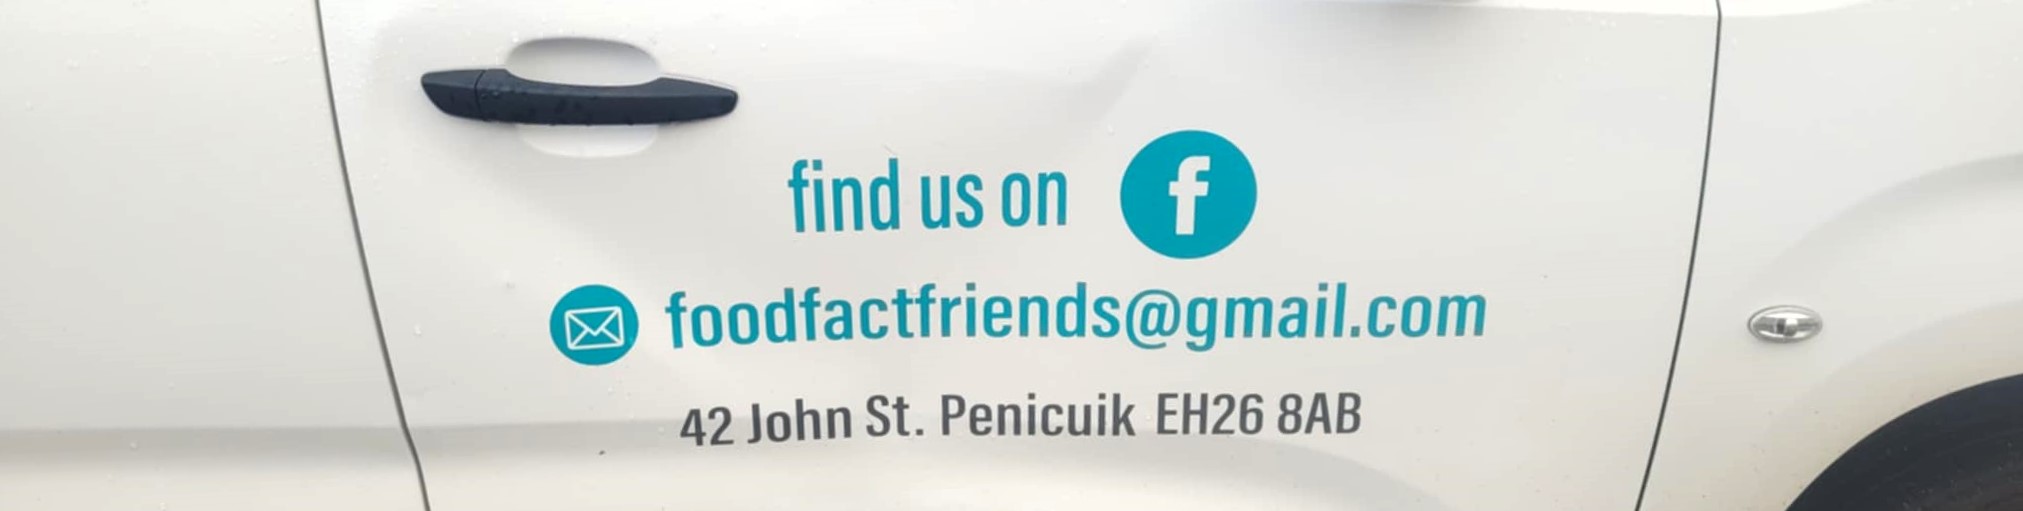 find us on f
foodfactfriends@gmail.com
42 John St. Penicuik EH26 8AB